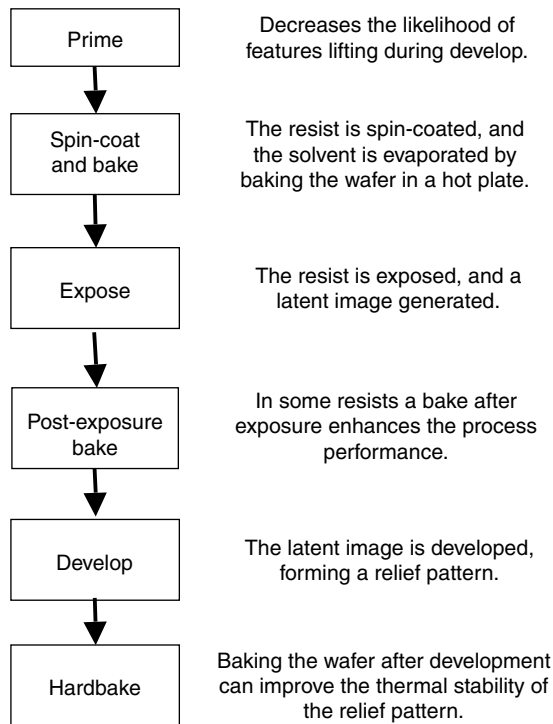 Prime
Decreases the likelihood of
features lifting during develop.
Spin-coat
and bake
The resist is spin-coated, and
the solvent is evaporated by
baking the wafer in a hot plate.
Expose
The resist is exposed, and a
latent image generated.
Post-exposure
bake
In some resists a bake after
exposure enhances the process
performance.
Develop
The latent image is developed,
forming a relief pattern.
Hardbake
Baking the wafer after development
can improve the thermal stability of
the relief pattern.